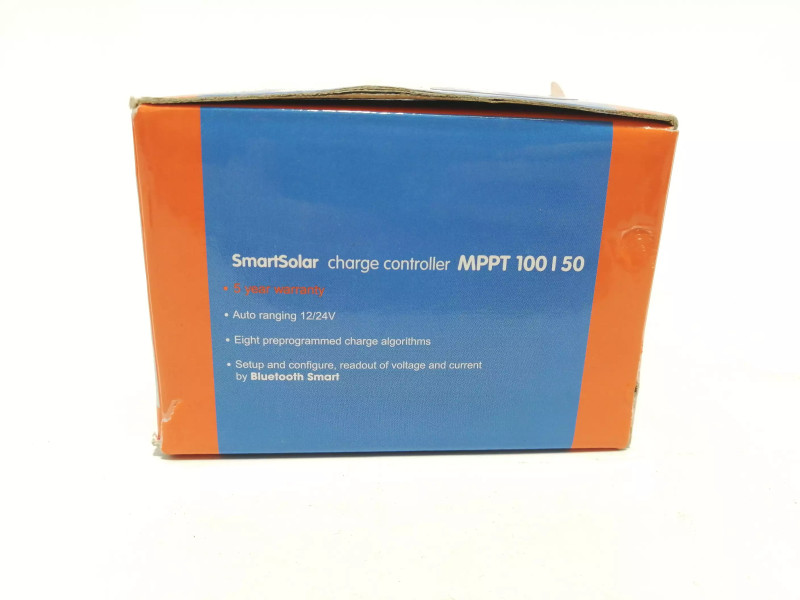 SmartSolar charge controller MPPT 100 | 50
• 5 year warranty
• Auto ranging 12/24V
• Eight preprogrammed charge algorithms
• Setup and configure, readout of voltage and current
by Bluetooth Smart